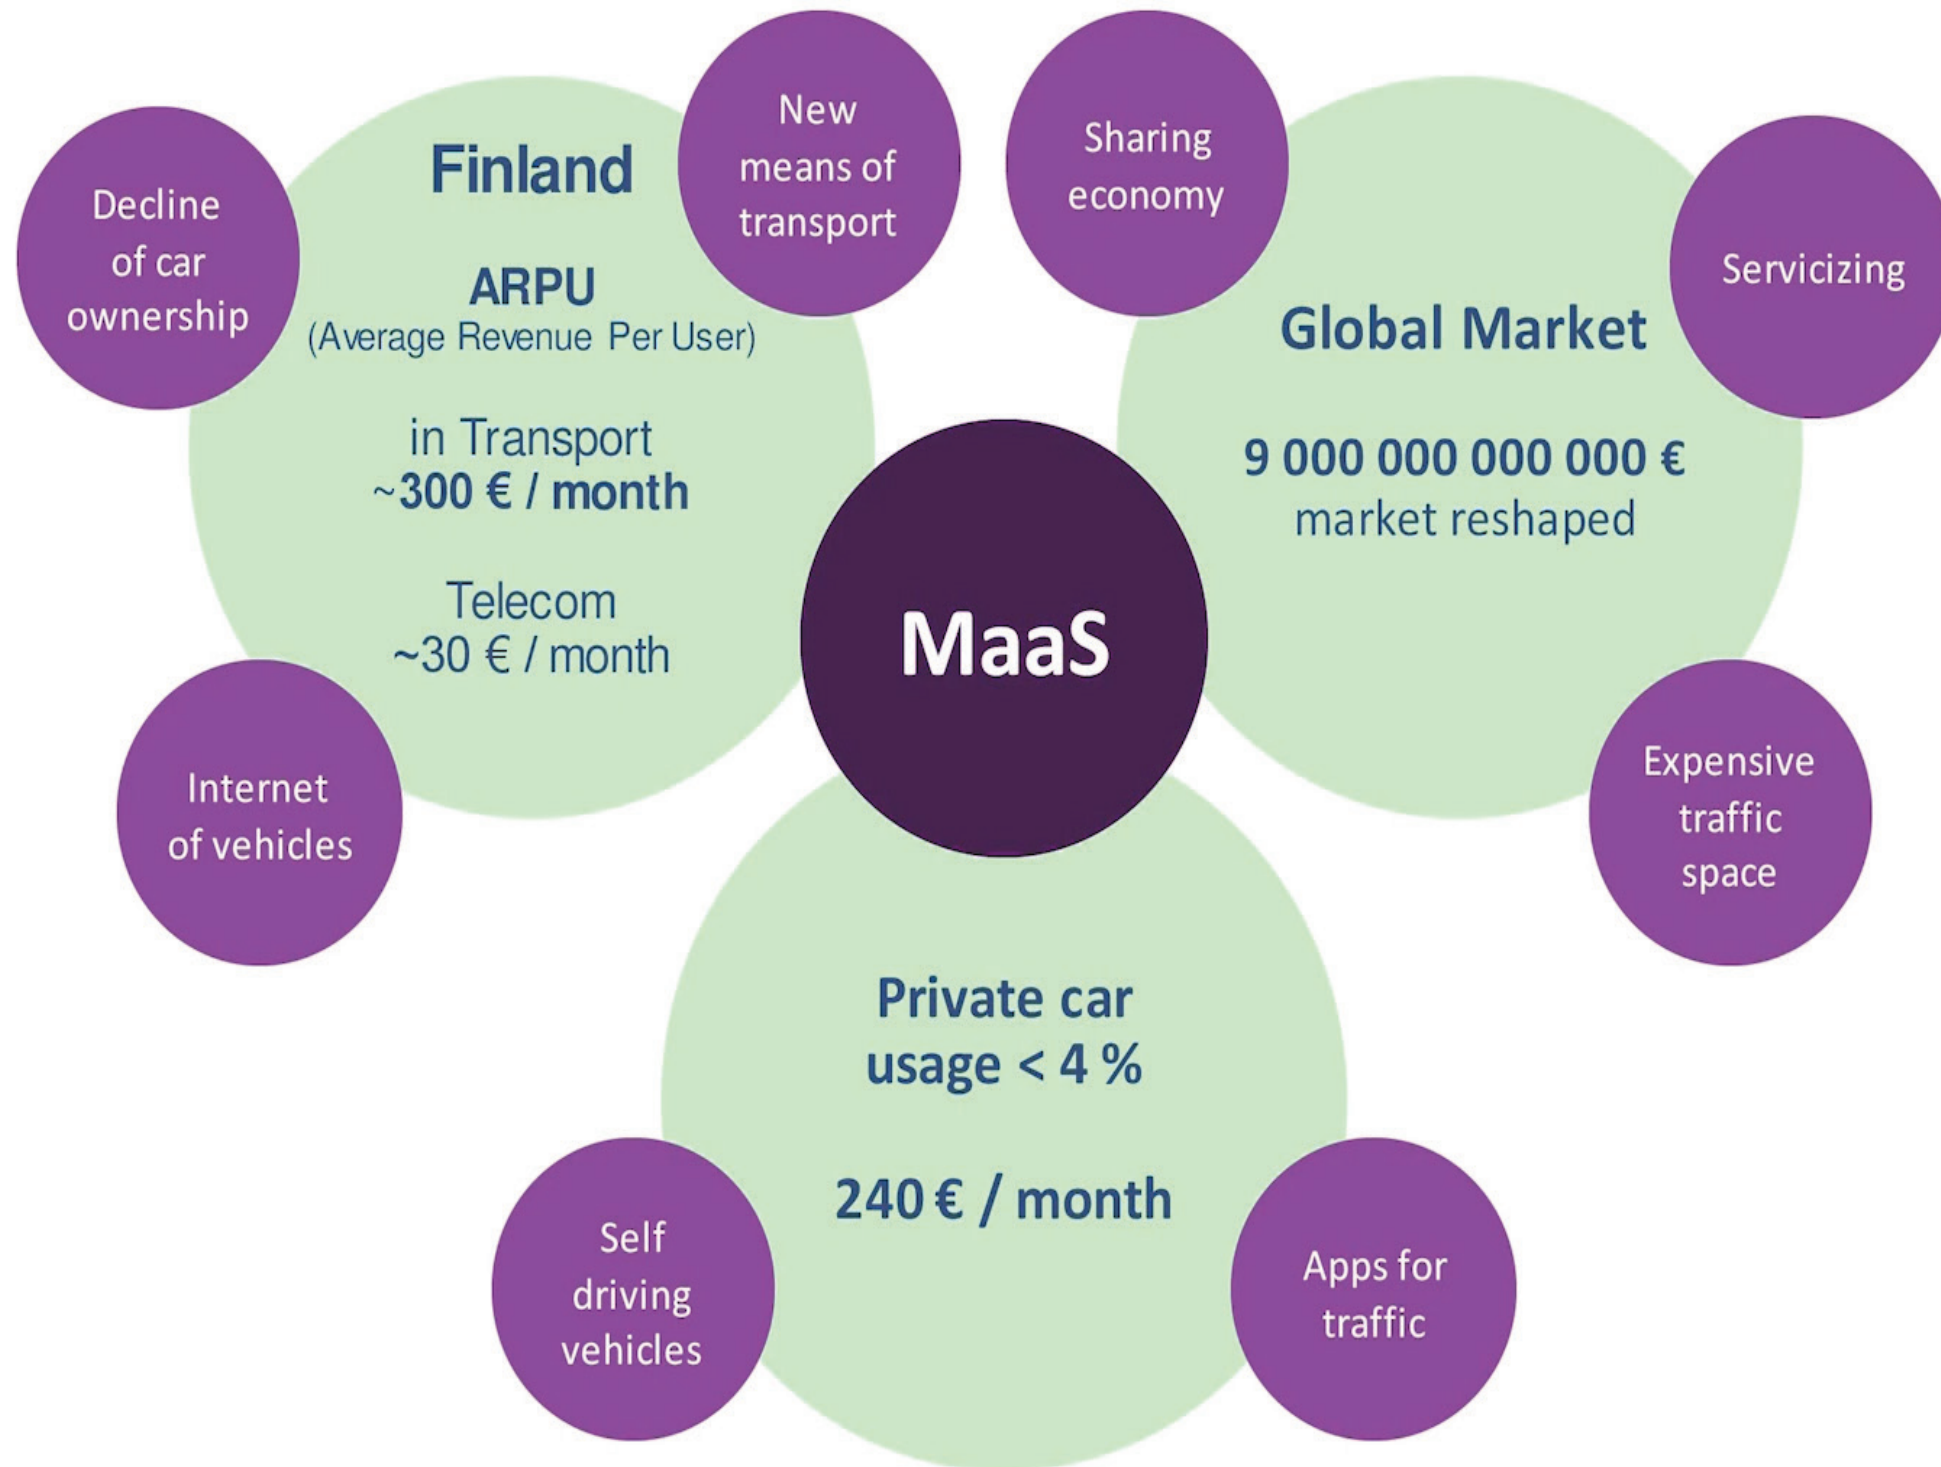 Decline
of car
ownership
Finland
ARPU
(Average Revenue Per User)
in Transport
~300 € / month
Telecom
~30 € / month
New
means of
transport
Sharing
economy
Global Market
9 000 000 000 000 €
market reshaped
Servicizing
MaaS
Internet
of vehicles
Expensive
traffic
space
Private car
usage < 4 %
240 € / month
Self
driving
vehicles
Apps for
traffic